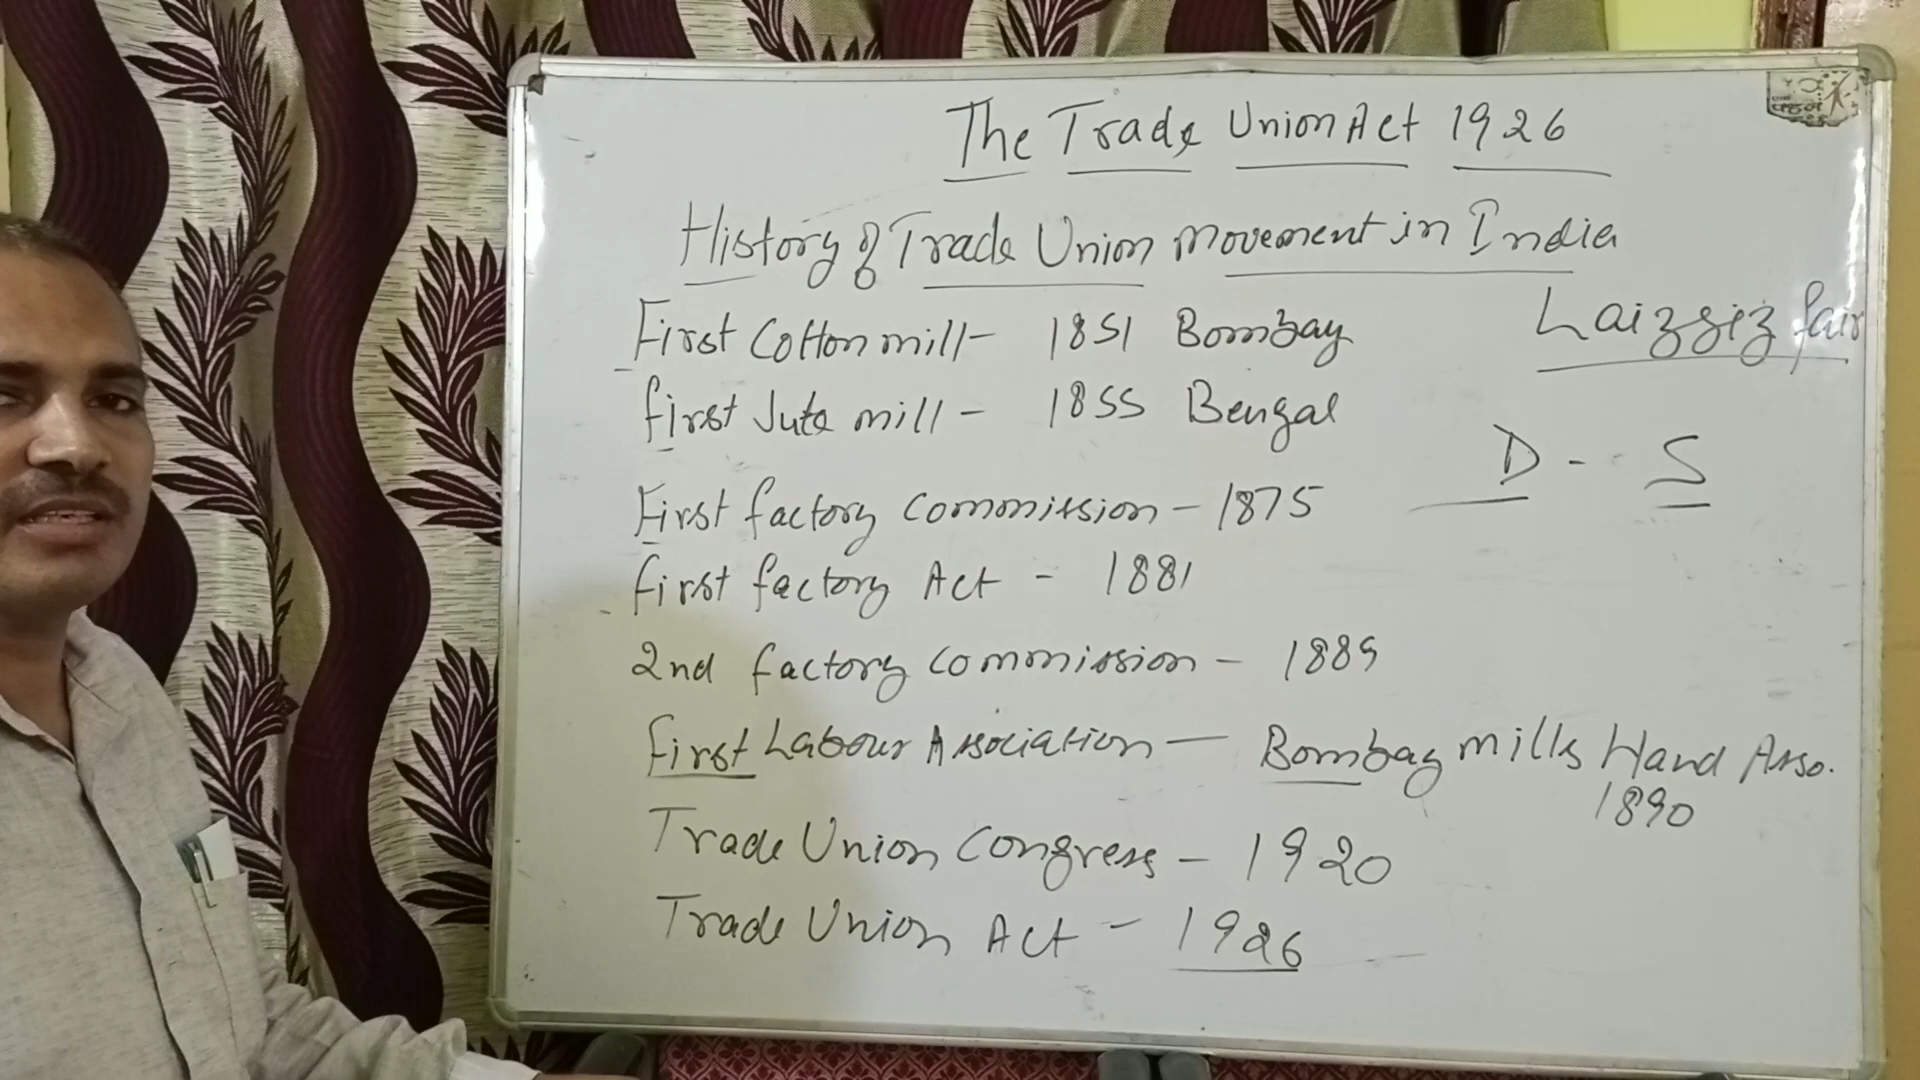 The Trade Union Act 1926
History of Trade Union Movement in India
First Cotton mill - 1851 Bombay
Laizsiz fair
First Jute mill - 1855 Bengal
D - S
First factory Commission - 1875
First factory Act - 1881
2nd factory Commission - 1885
First Labour Association - Bombay mills Hand Asso.
1890
Trade Union Congress - 1920
Trade Union Act - 1926